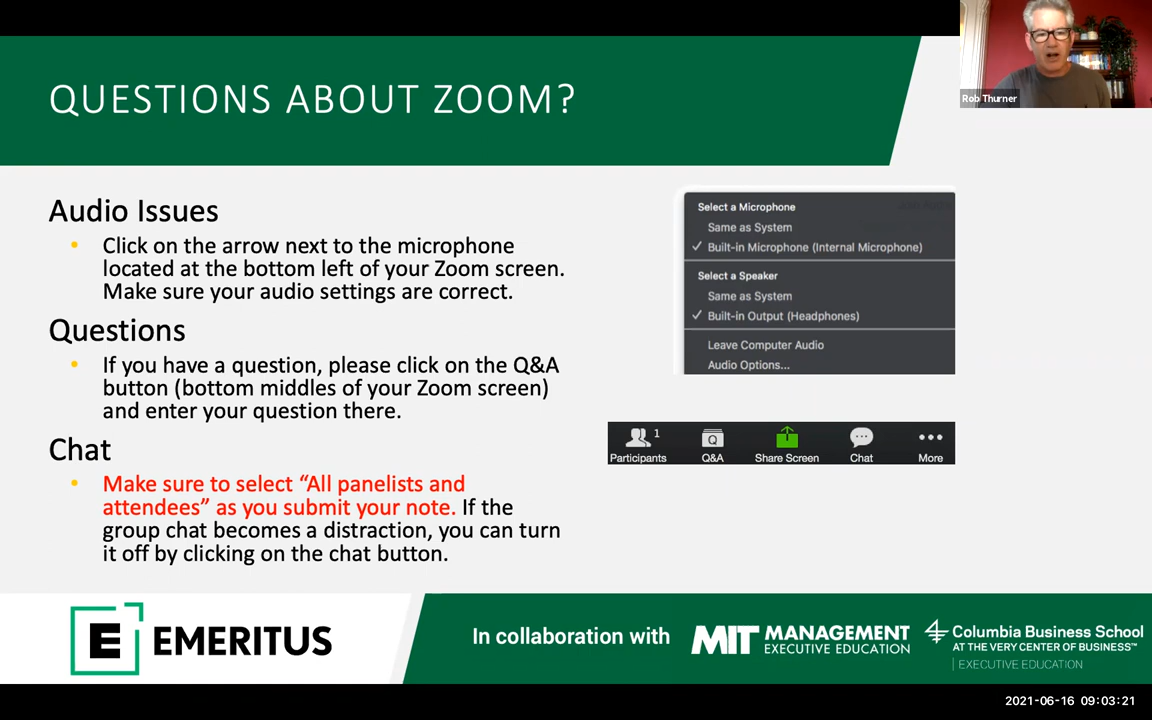 QUESTIONS ABOUT ZOOM?
Rob Thurner
Audio Issues
• Click on the arrow next to the microphone
located at the bottom left of your Zoom screen.
Make sure your audio settings are correct.
Questions
• If you have a question, please click on the Q&A
button (bottom middles of your Zoom screen)
and enter your question there.
Chat
• Make sure to select “All panelists and
attendees” as you submit your note. If the
group chat becomes a distraction, you can turn
it off by clicking on the chat button.
Select a Microphone
Same as System
✓ Built-in Microphone (Internal Microphone)
Select a Speaker
Same as System
✓ Built-in Output (Headphones)
Leave Computer Audio
Audio Options...
1
Q
Participants Q&A Share Screen Chat More
E EMERITUS
In collaboration with
MIT MANAGEMENT
EXECUTIVE EDUCATION
Columbia Business School
AT THE VERY CENTER OF BUSINESS™
EXECUTIVE EDUCATION
2021-06-16 09:03:21